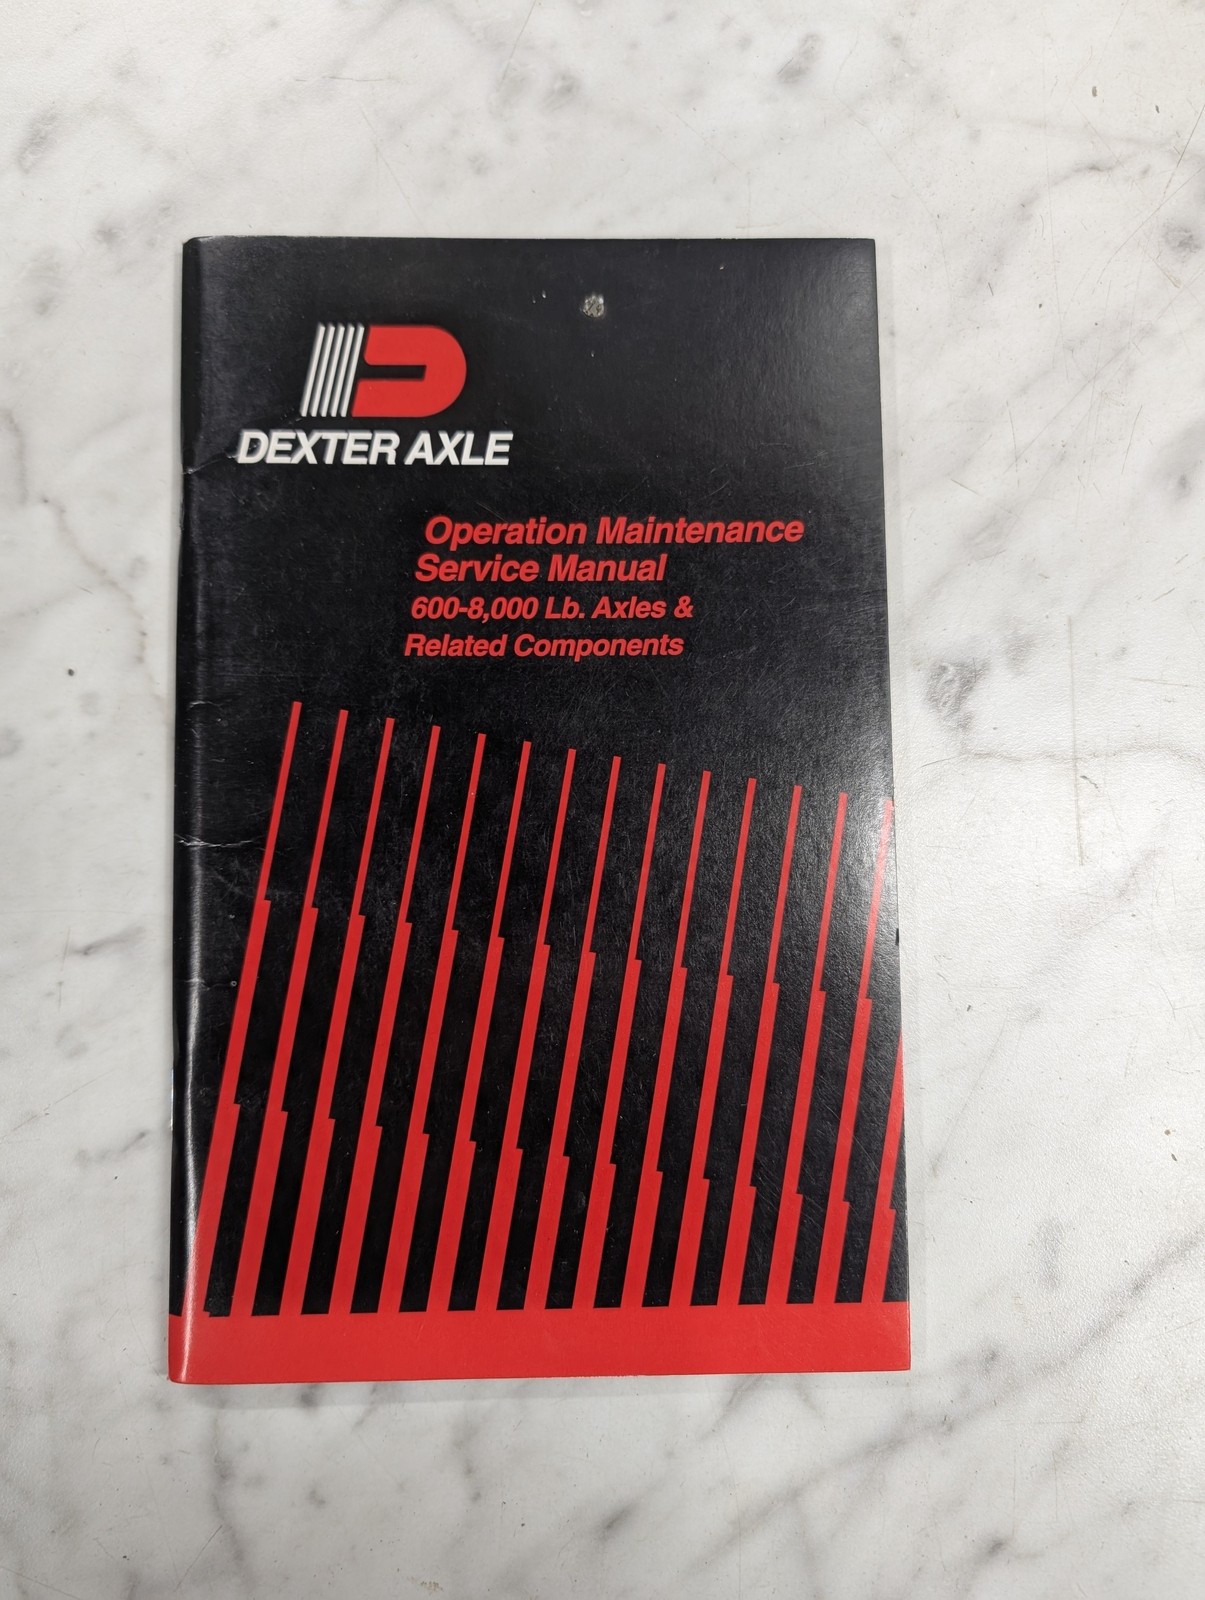 DEXTER AXLE
Operation Maintenance
Service Manual
600-8,000 Lb. Axles &
Related Components